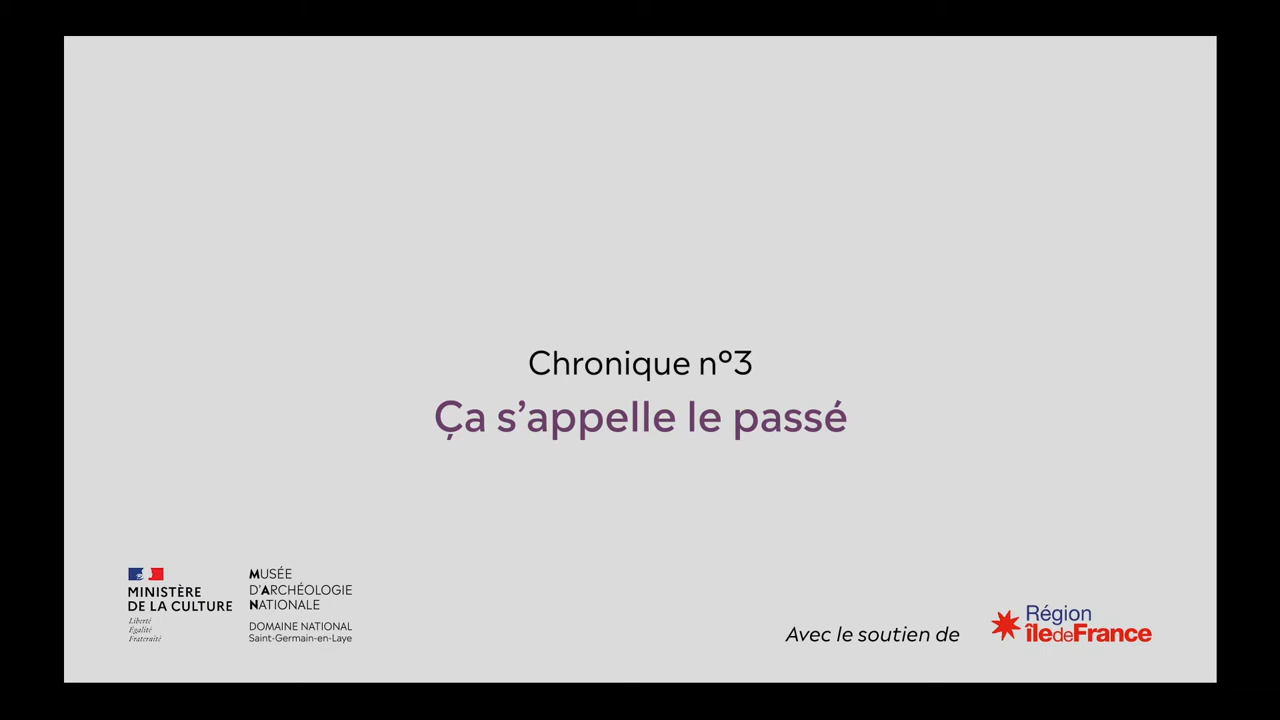 Chronique n°3
Ça s’appelle le passé
MINISTÈRE
DE LA CULTURE
Liberté
Égalité
Fraternité
MUSÉE
D’ARCHÉOLOGIE
NATIONALE
DOMAINE NATIONAL
Saint-Germain-en-Laye
Avec le soutien de
Région
îledeFrance